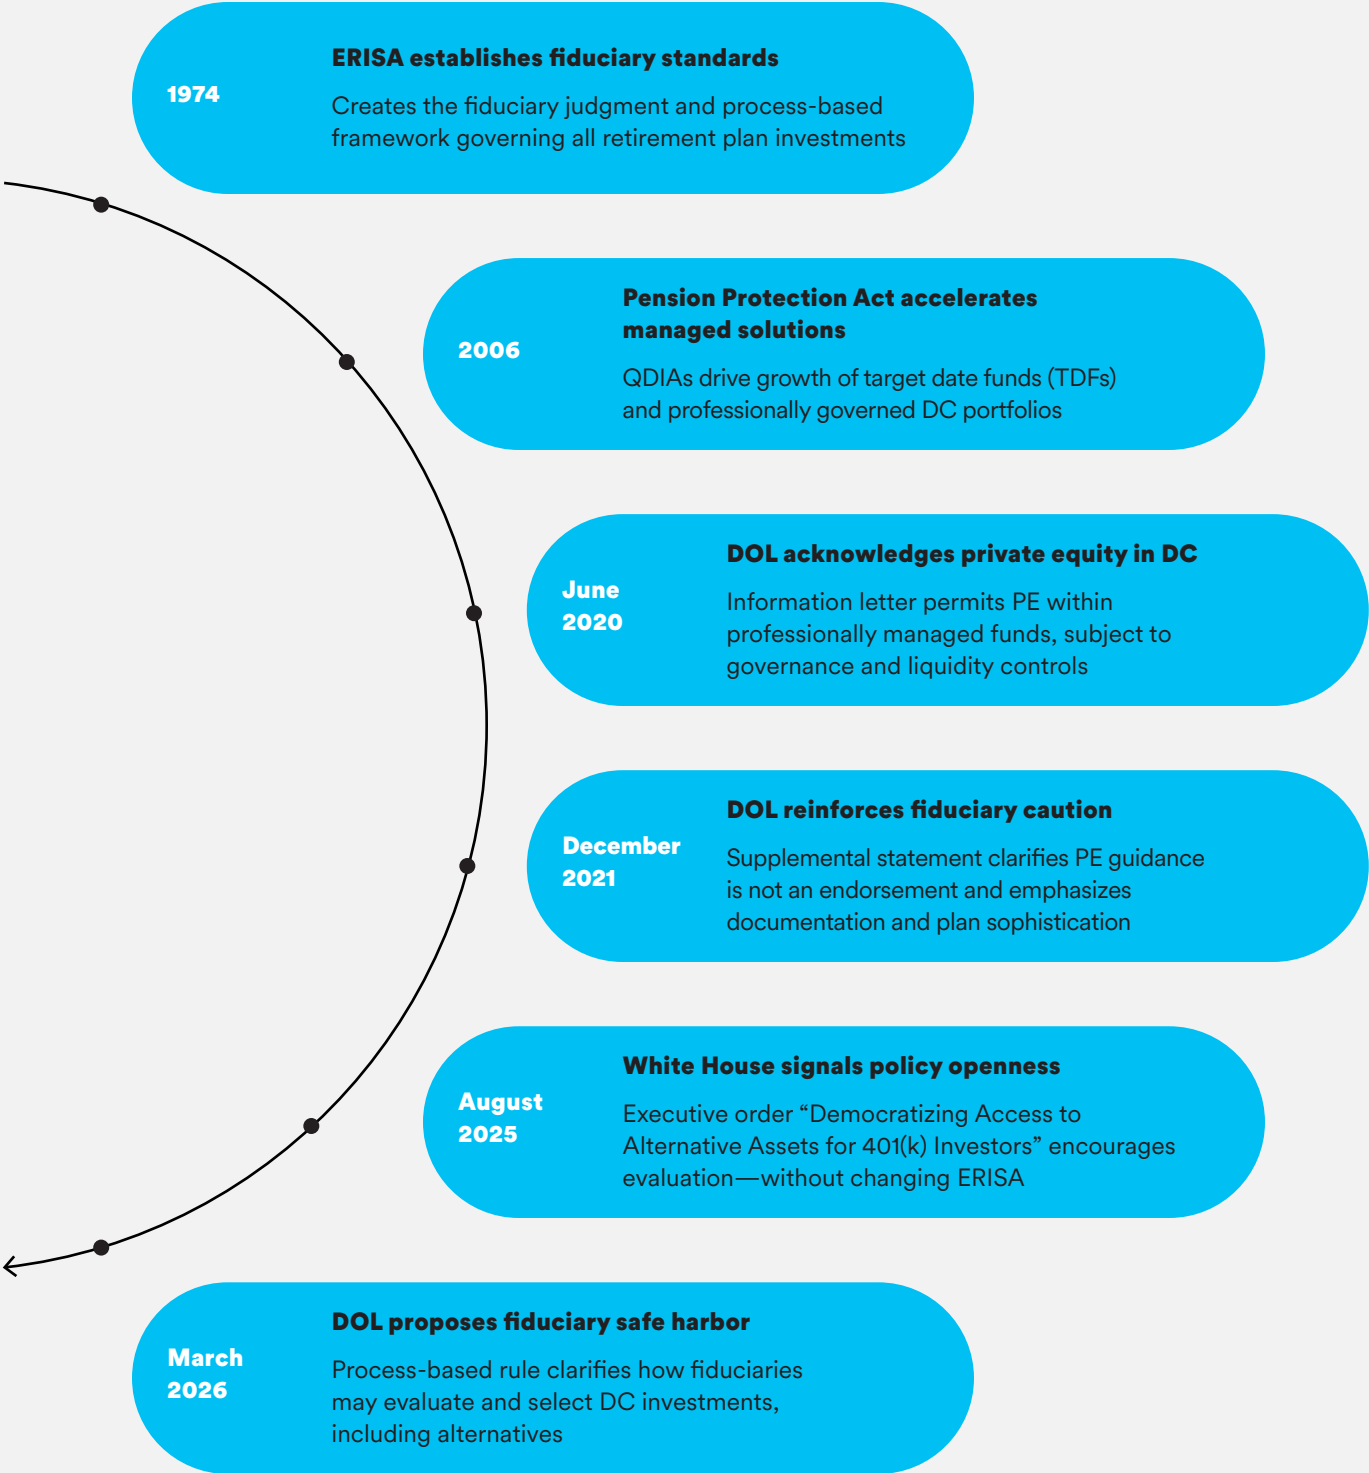 1974
ERISA establishes fiduciary standards
Creates the fiduciary judgment and process-based
framework governing all retirement plan investments
2006
Pension Protection Act accelerates
managed solutions
QDIAs drive growth of target date funds (TDFs)
and professionally governed DC portfolios
June
2020
DOL acknowledges private equity in DC
Information letter permits PE within
professionally managed funds, subject to
governance and liquidity controls
December
2021
DOL reinforces fiduciary caution
Supplemental statement clarifies PE guidance
is not an endorsement and emphasizes
documentation and plan sophistication
August
2025
White House signals policy openness
Executive order “Democratizing Access to
Alternative Assets for 401(k) Investors” encourages
evaluation—without changing ERISA
March
2026
DOL proposes fiduciary safe harbor
Process-based rule clarifies how fiduciaries
may evaluate and select DC investments,
including alternatives